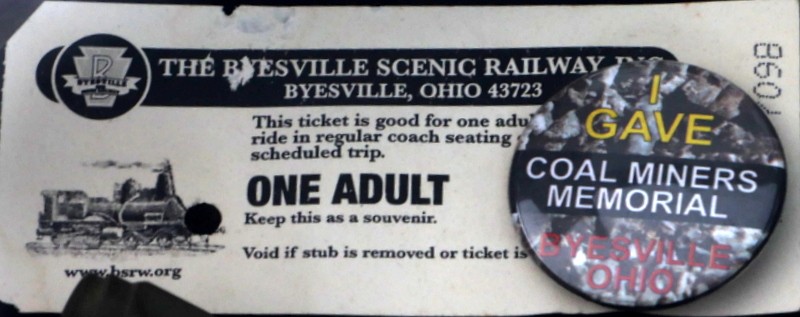 B
BYESVILLE
THE BYESVILLE SCENIC RAILWAY
BYESVILLE, OHIO 43723
This ticket is good for one
ride in regular coach seating
scheduled trip.
ONE ADULT
Keep this as a souvenir.
Void if stub is removed or ticket is
www.bsrw.org
I
GAVE
COAL MINERS
MEMORIAL
BYESVILLE
OHIO